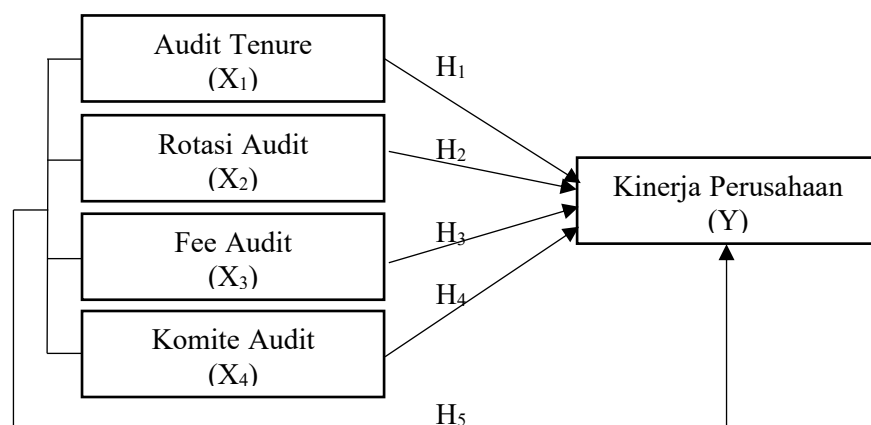 Audit Tenure
(X₁)
H₁
Rotasi Audit
(X₂)
H₂
Kinerja Perusahaan
(Y)
Fee Audit
(X₃)
H₃
H₄
Komite Audit
(X₄)
H₅